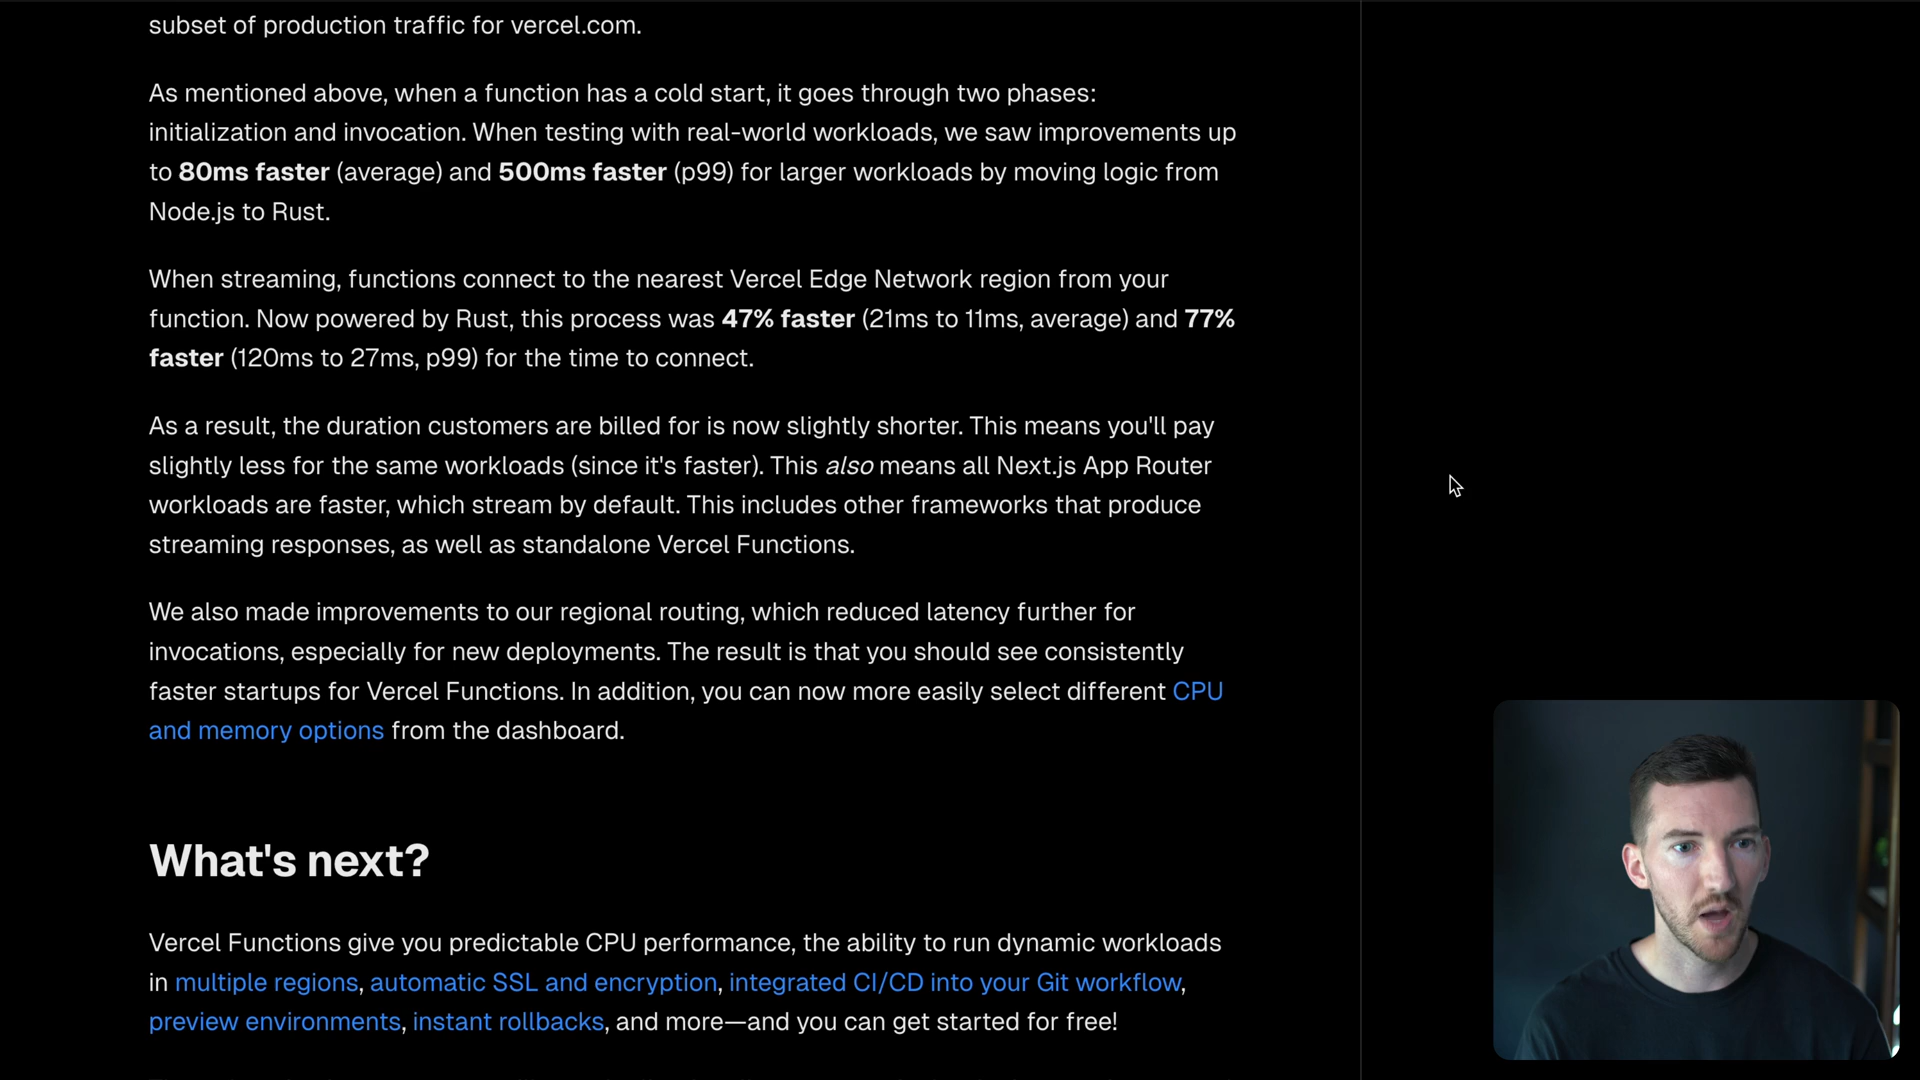 subset of production traffic for vercel.com.
As mentioned above, when a function has a cold start, it goes through two phases:
initialization and invocation. When testing with real-world workloads, we saw improvements up
to 80ms faster (average) and 500ms faster (p99) for larger workloads by moving logic from
Node.js to Rust.
When streaming, functions connect to the nearest Vercel Edge Network region from your
function. Now powered by Rust, this process was 47% faster (21ms to 11ms, average) and 77%
faster (120ms to 27ms, p99) for the time to connect.
As a result, the duration customers are billed for is now slightly shorter. This means you'll pay
slightly less for the same workloads (since it's faster). This also means all Next.js App Router
workloads are faster, which stream by default. This includes other frameworks that produce
streaming responses, as well as standalone Vercel Functions.
We also made improvements to our regional routing, which reduced latency further for
invocations, especially for new deployments. The result is that you should see consistently
faster startups for Vercel Functions. In addition, you can now more easily select different CPU
and memory options from the dashboard.
What's next?
Vercel Functions give you predictable CPU performance, the ability to run dynamic workloads
in multiple regions, automatic SSL and encryption, integrated CI/CD into your Git workflow,
preview environments, instant rollbacks, and more—and you can get started for free!